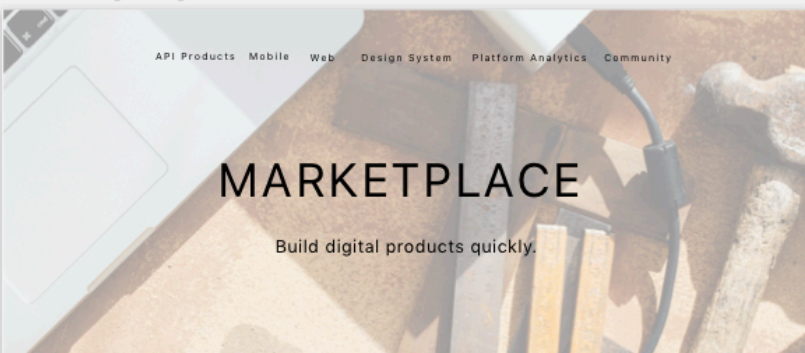 API Products Mobile Web Design System Platform Analytics Community
MARKETPLACE
Build digital products quickly.